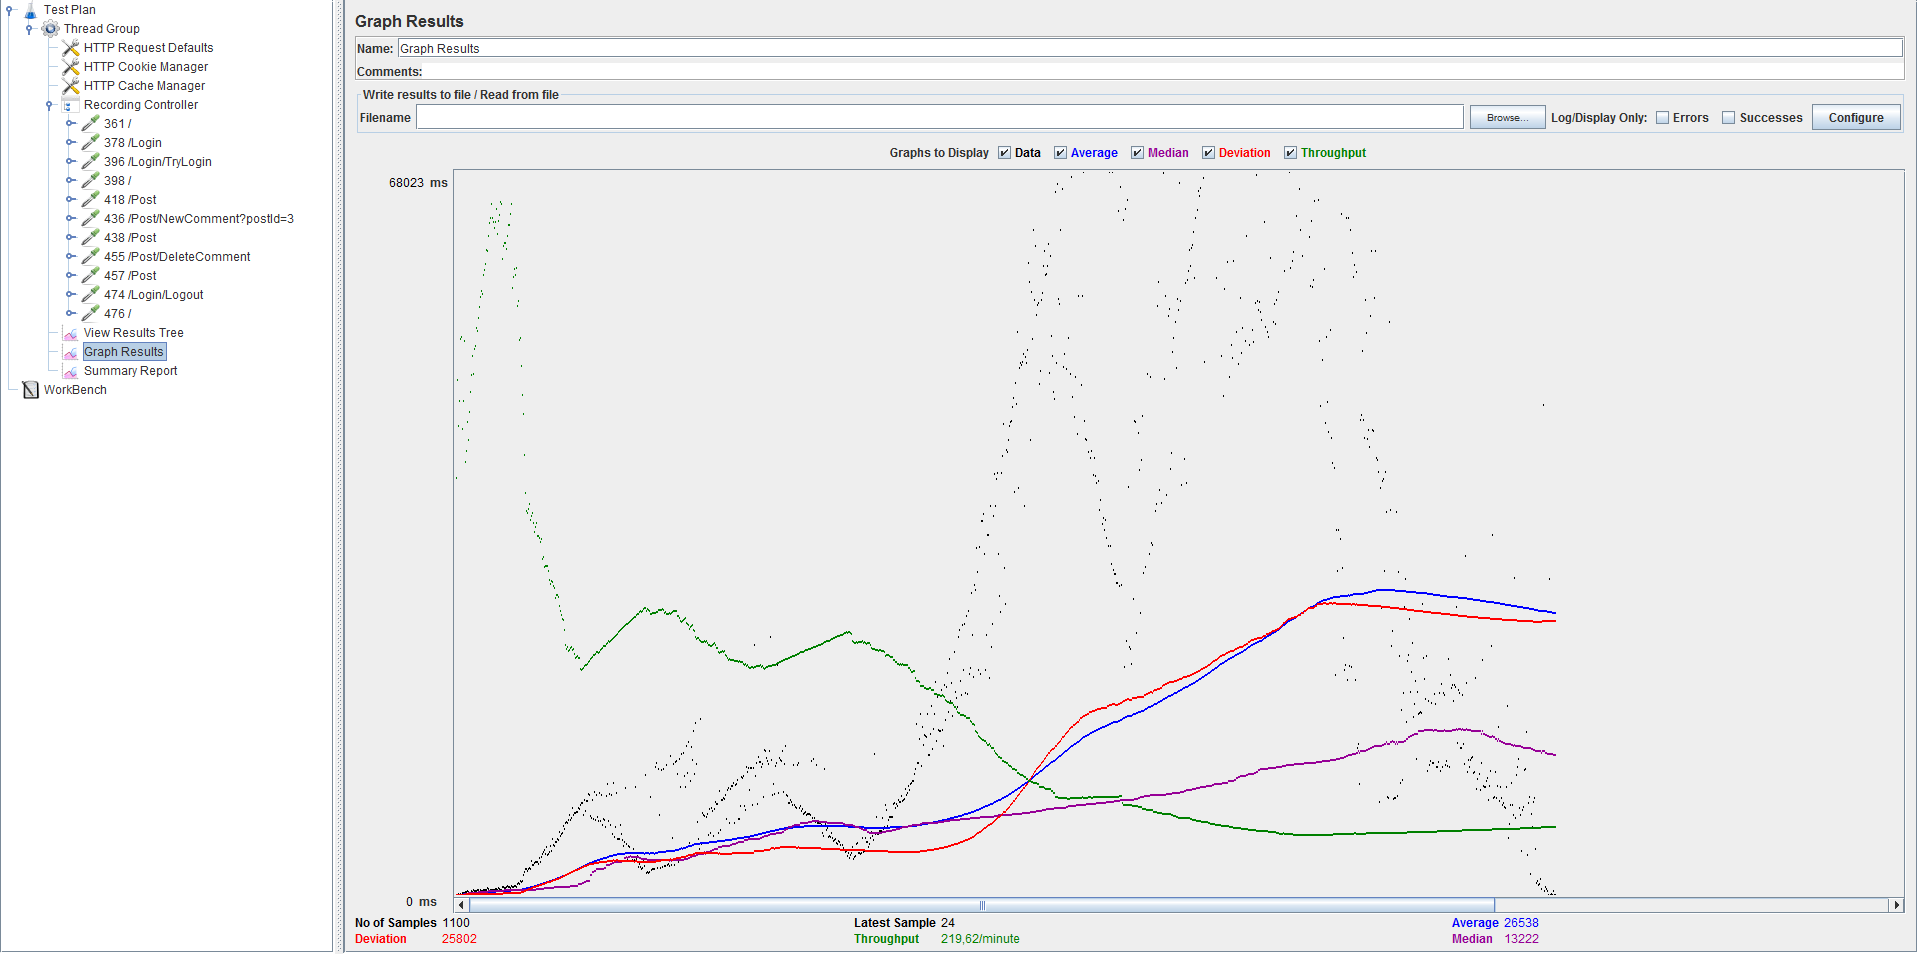 Test Plan
Thread Group
HTTP Request Defaults
HTTP Cookie Manager
HTTP Cache Manager
Recording Controller
361 /
378 /Login
396 /Login/TryLogin
398 /
418 /Post
436 /Post/NewComment?postId=3
438 /Post
455 /Post/DeleteComment
457 /Post
474 /Login/Logout
476 /
View Results Tree
Graph Results
Summary Report
WorkBench
Graph Results
Name: Graph Results
Comments:
Write results to file / Read from file
Filename Browse... Log/Display Only: Errors Successes Configure
Graphs to Display Data Average Median Deviation Throughput
68023 ms
0 ms
No of Samples 1100 Latest Sample 24 Average 26538
Deviation 25802 Throughput 219,62/minute Median 13222